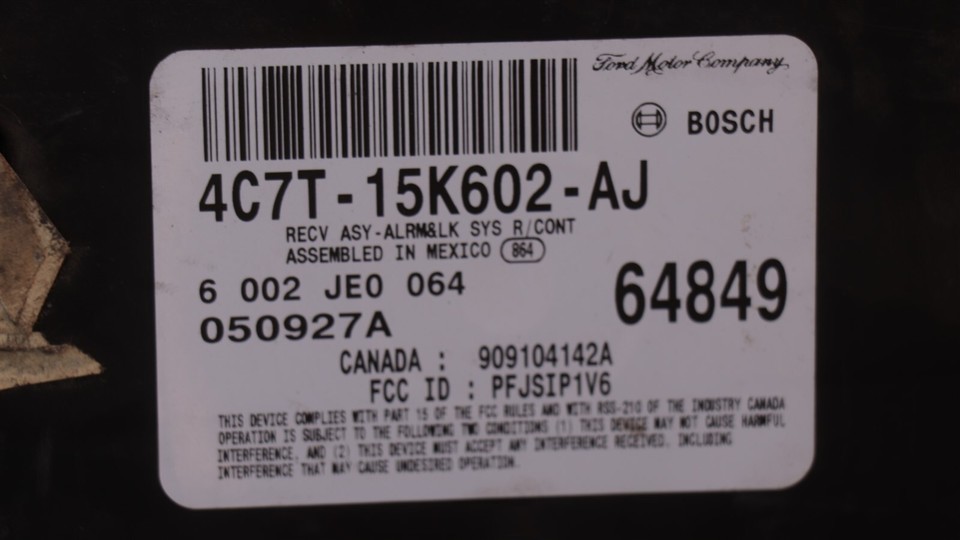 Ford Motor Company
BOSCH
4C7T-15K602-AJ
RECV ASY-ALRM&LK SYS R/CONT
ASSEMBLED IN MEXICO 864
6 002 JE0 064
64849
050927A
CANADA : 909104142A
FCC ID : PFJSIP1V6
THIS DEVICE COMPLIES WITH PART 15 OF THE FCC RULES AND WITH RSS-210 OF THE INDUSTRY CANADA
OPERATION IS SUBJECT TO THE FOLLOWING TWO CONDITIONS (1) THIS DEVICE MAY NOT CAUSE HARMFUL
INTERFERENCE, AND (2) THIS DEVICE MUST ACCEPT ANY INTERFERENCE RECEIVED, INCLUDING
INTERFERENCE THAT MAY CAUSE UNDESIRED OPERATION.